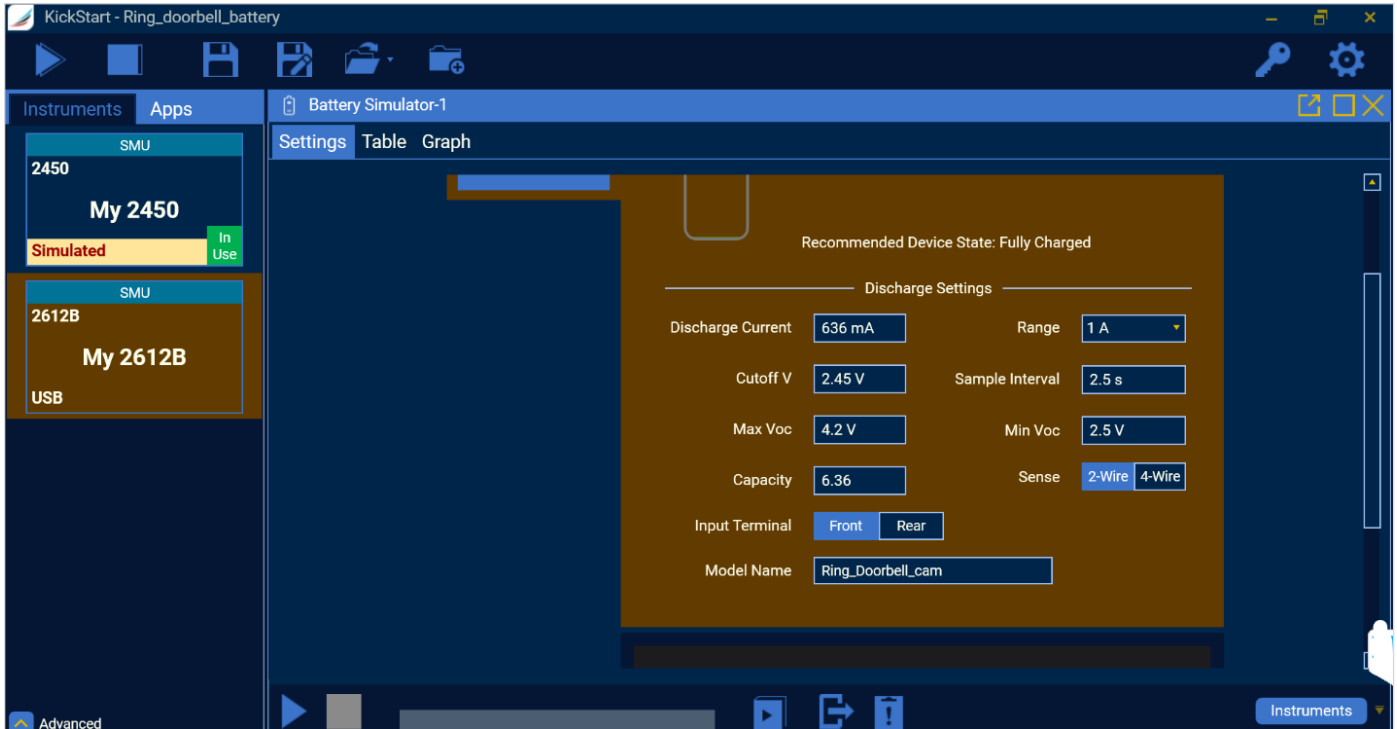 KickStart - Ring_doorbell_battery
Instruments Apps
Battery Simulator-1
Settings Table Graph
SMU
2450
My 2450
Simulated
In
Use
SMU
2612B
My 2612B
USB
Recommended Device State: Fully Charged
Discharge Settings
Discharge Current 636 mA Range 1 A
Cutoff V 2.45 V Sample Interval 2.5 s
Max Voc 4.2 V Min Voc 2.5 V
Capacity 6.36 Sense 2-Wire 4-Wire
Input Terminal Front Rear
Model Name Ring_Doorbell_cam
Advanced
Instruments